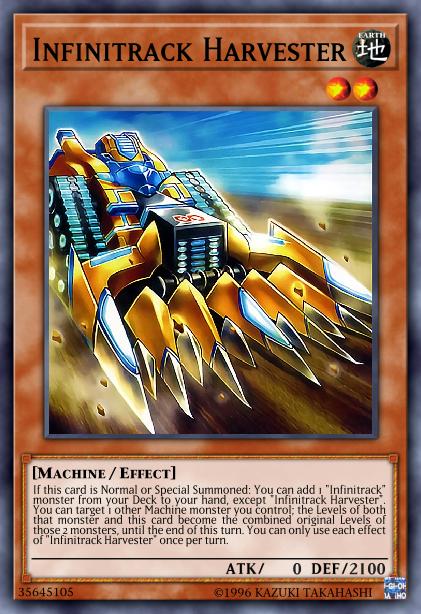 INFINITRACK HARVESTER
EARTH
地
[MACHINE / EFFECT]
If this card is Normal or Special Summoned: You can add 1 "Infinitrack"
monster from your Deck to your hand, except "Infinitrack Harvester".
You can target 1 other Machine monster you control; the Levels of both
that monster and this card become the combined original Levels of
those 2 monsters, until the end of this turn. You can only use each effect
of "Infinitrack Harvester" once per turn.
ATK/ 0 DEF/2100
35645105
©1996 KAZUKI TAKAHASHI